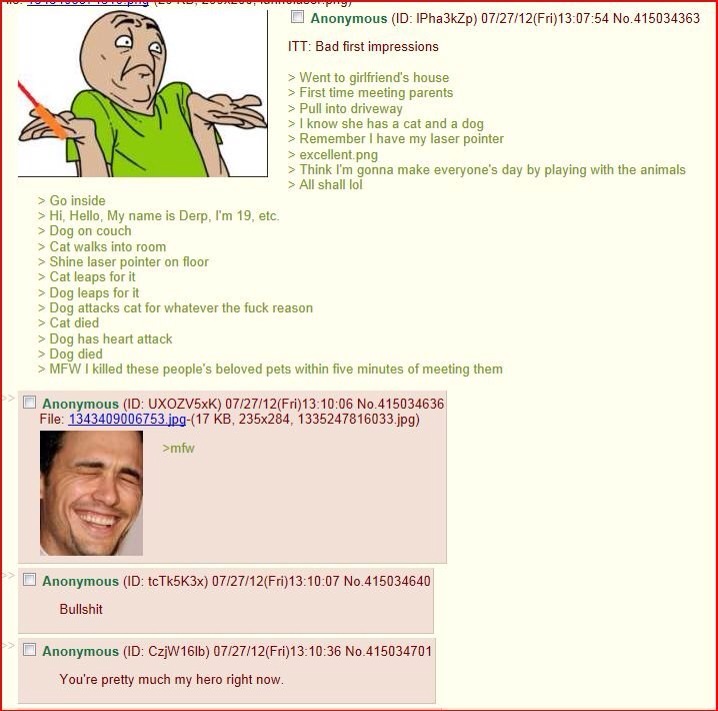 Anonymous (ID: IPha3kZp) 07/27/12(Fri)13:07:54 No.415034363
ITT: Bad first impressions
> Went to girlfriend's house
> First time meeting parents
> Pull into driveway
> I know she has a cat and a dog
> Remember I have my laser pointer
> excellent.png
> Think I'm gonna make everyone's day by playing with the animals
> All shall lol
> Go inside
> Hi, Hello, My name is Derp, I'm 19, etc.
> Dog on couch
> Cat walks into room
> Shine laser pointer on floor
> Cat leaps for it
> Dog leaps for it
> Dog attacks cat for whatever the fuck reason
> Cat died
> Dog has heart attack
> Dog died
> MFW I killed these people's beloved pets within five minutes of meeting them
>> Anonymous (ID: UXOZV5xK) 07/27/12(Fri)13:10:06 No.415034636
File: 1343409006753.jpg-(17 KB, 235x284, 1335247816033.jpg)
>mfw
>> Anonymous (ID: tcTk5K3x) 07/27/12(Fri)13:10:07 No.415034640
Bullshit
>> Anonymous (ID: CzjW16lb) 07/27/12(Fri)13:10:36 No.415034701
You're pretty much my hero right now.